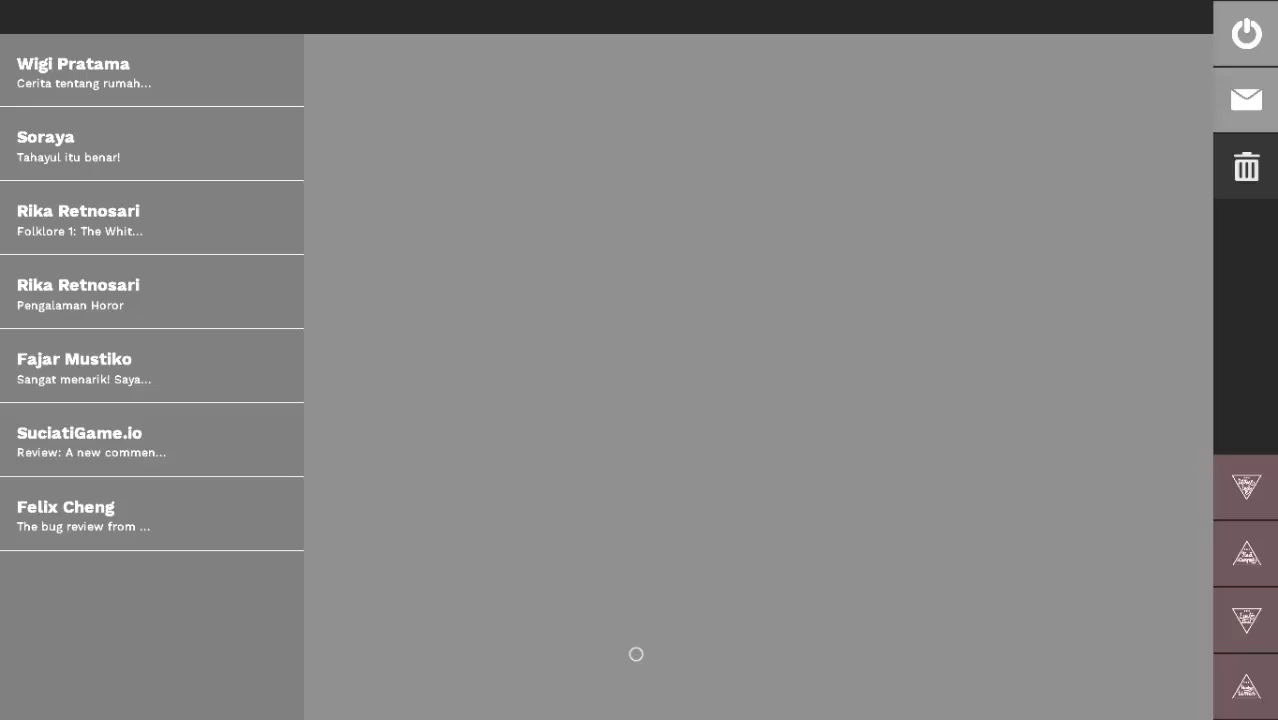 Wigi Pratama
Cerita tentang rumah...
Soraya
Tahayul itu benar!
Rika Retnosari
Folklore 1: The Whit...
Rika Retnosari
Pengalaman Horor
Fajar Mustiko
Sangat menarik! Saya...
SuciatiGame.io
Review: A new commen...
Felix Cheng
The bug review from ...